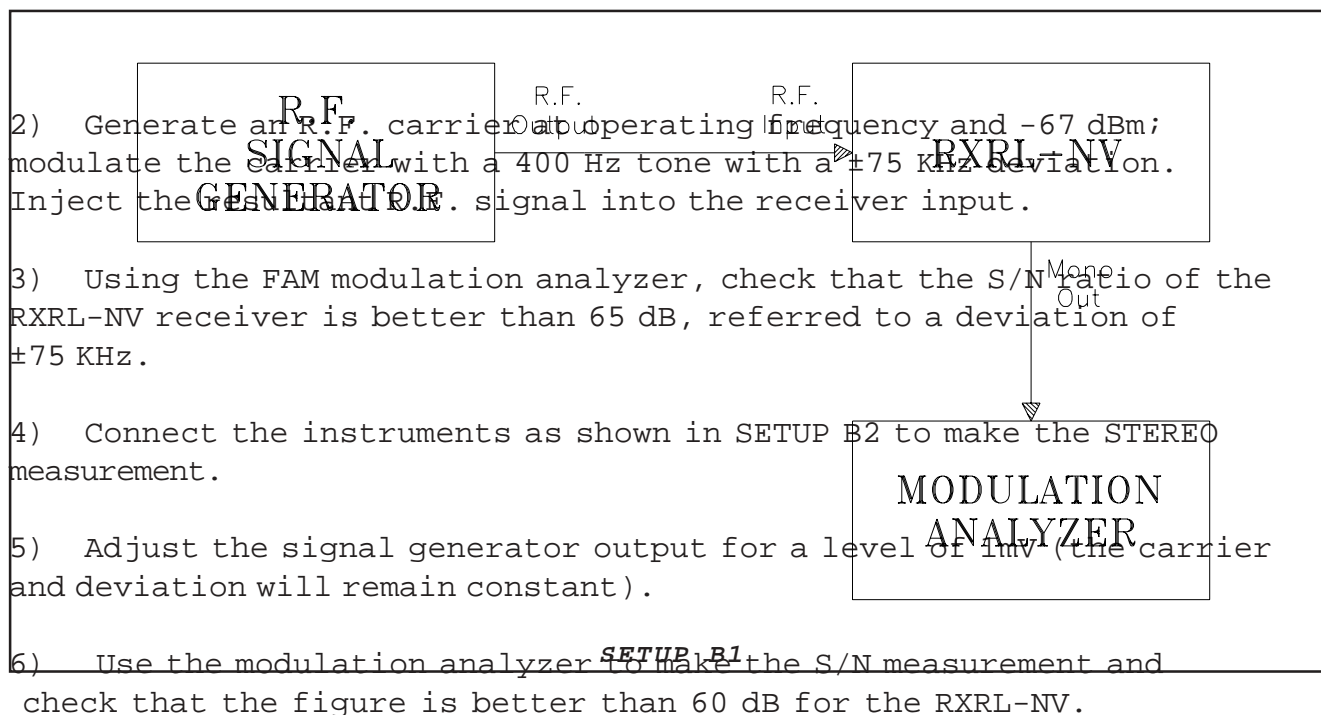 R.F.
SIGNAL
GENERATOR
R.F.
Output
R.F.
Input
RXRL-NV
Mono
Out
MODULATION
ANALYZER
2) Generate an R.F. carrier at operating frequency and -67 dBm;
modulate the carrier with a 400 Hz tone with a ±75 KHz deviation.
Inject the resultant R.F. signal into the receiver input.
3) Using the FAM modulation analyzer, check that the S/N ratio of the
RXRL-NV receiver is better than 65 dB, referred to a deviation of
±75 KHz.
4) Connect the instruments as shown in SETUP B2 to make the STEREO
measurement.
5) Adjust the signal generator output for a level of 1mV (the carrier
and deviation will remain constant).
SETUP B1
6) Use the modulation analyzer to make the S/N measurement and
check that the figure is better than 60 dB for the RXRL-NV.